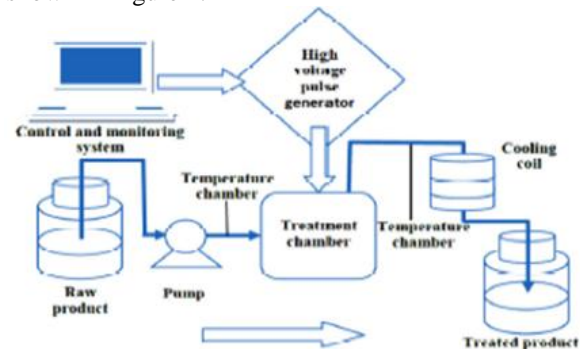 High
voltage
pulse
generator
Control and monitoring
system
Temperature
chamber
Cooling
coil
Treatment
chamber
Temperature
chamber
Raw
product
Pump
Treated product